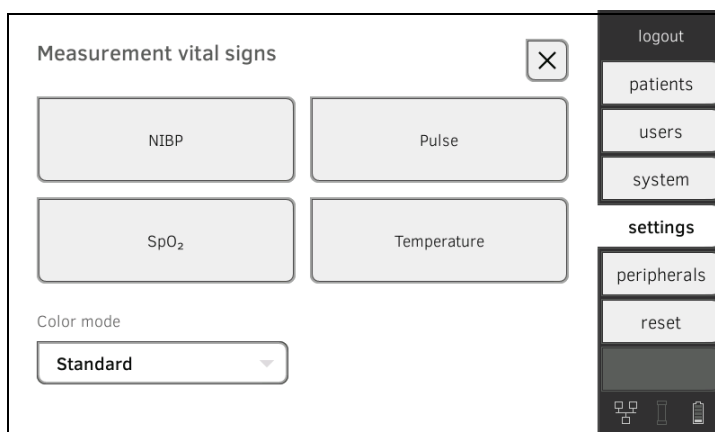 Measurement vital signs
NIBP
Pulse
SpO₂
Temperature
Color mode
Standard
logout
patients
users
system
settings
peripherals
reset